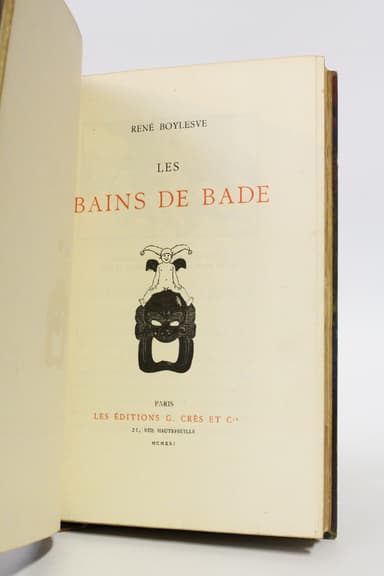 RENÉ BOYLESVE
LES
BAINS DE BADE
PARIS
LES ÉDITIONS G. CRÈS ET Cie
21, RUE HAUTEFEUILLE
MCMXXI